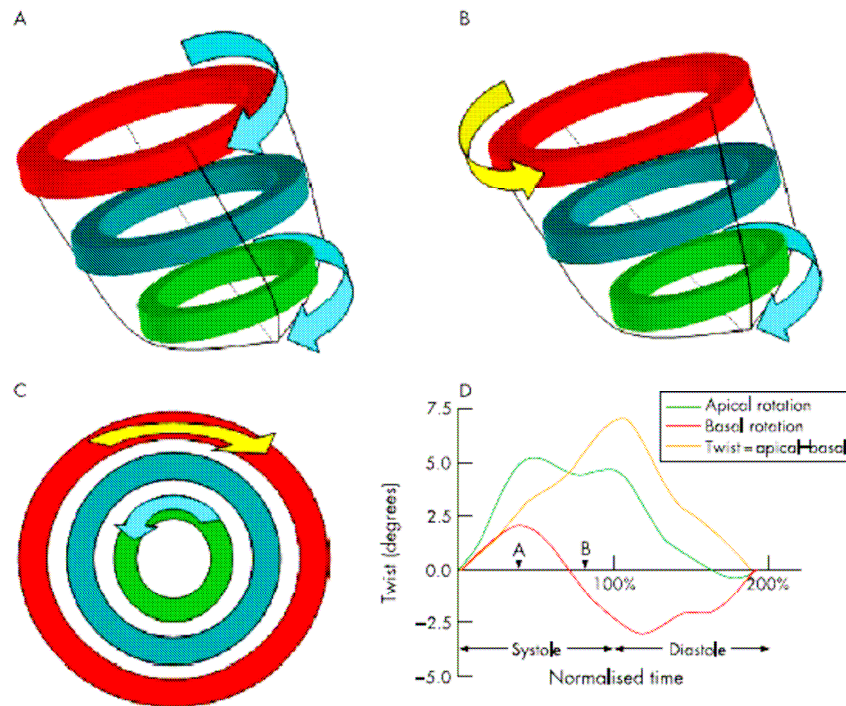 A
B
C
D
Apical rotation
Basal rotation
Twist = apical–basal
7.5
5.0
2.5
0.0
−2.5
−5.0
Twist (degrees)
A
B
100%
200%
Systole
Diastole
Normalised time